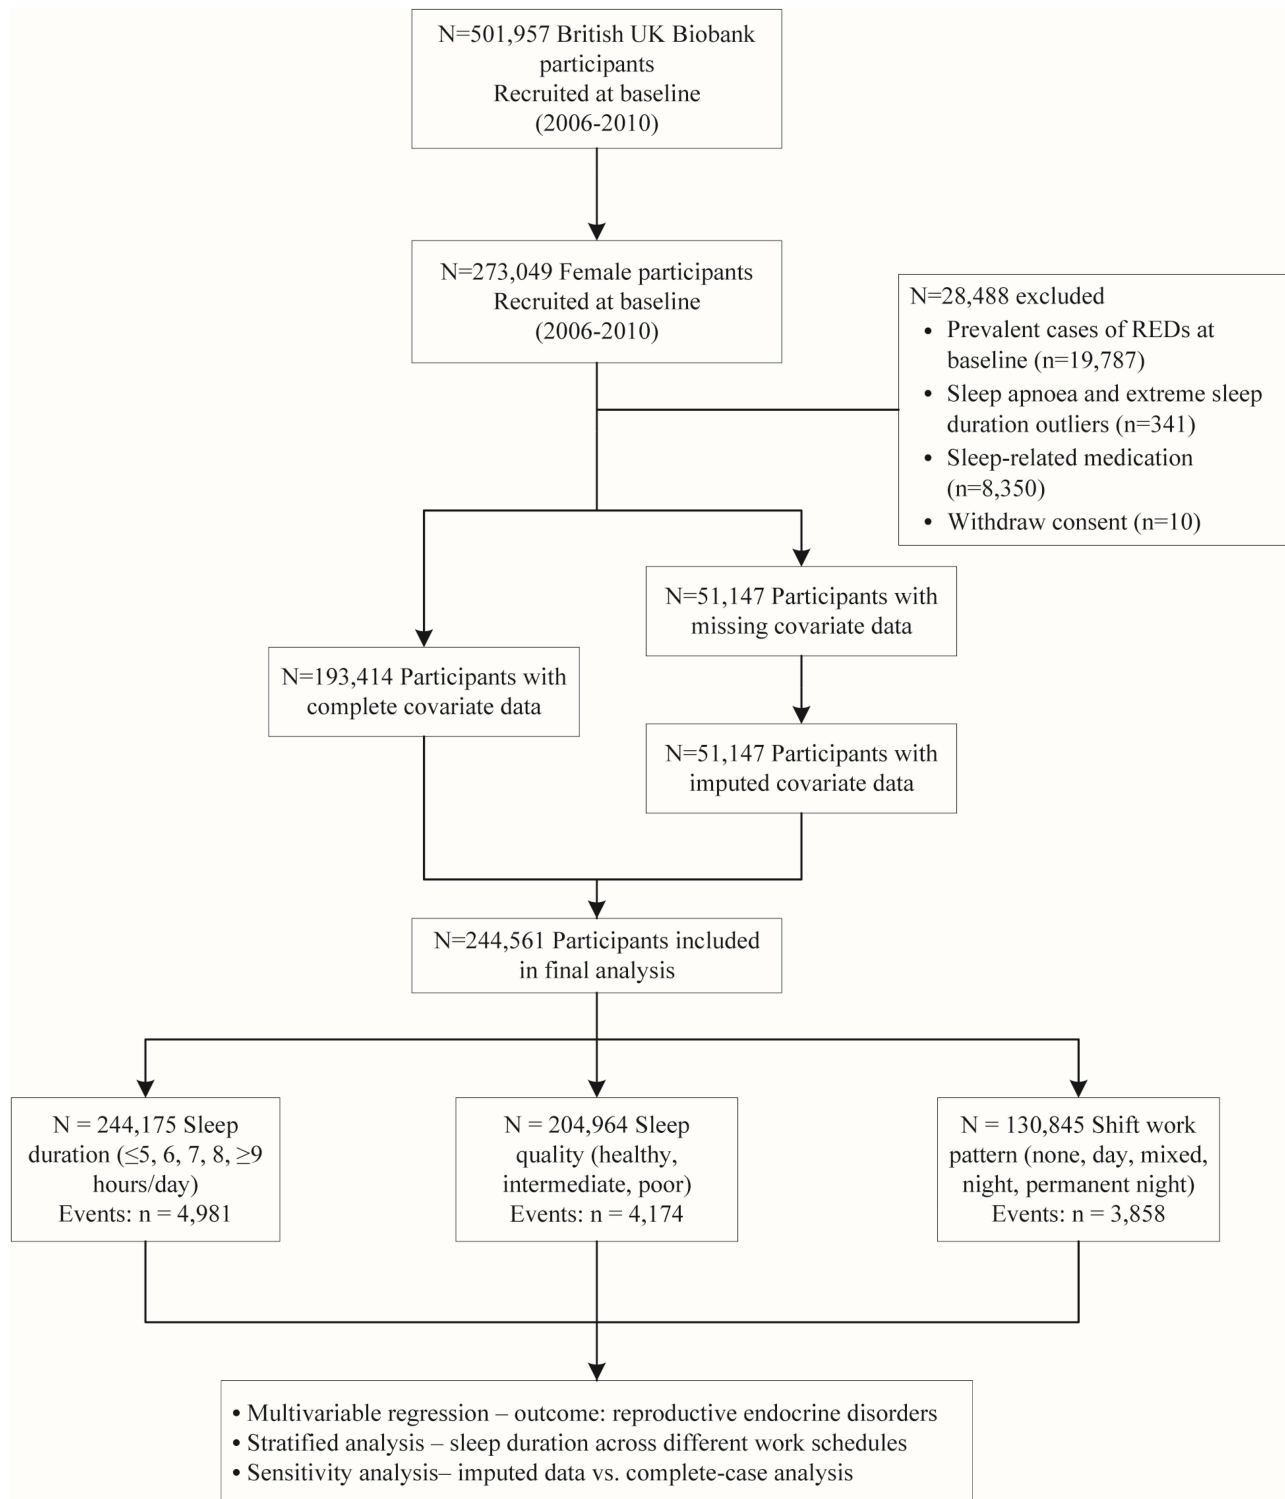 N=501,957 British UK Biobank
participants
Recruited at baseline
(2006-2010)
N=273,049 Female participants
Recruited at baseline
(2006-2010)
N=28,488 excluded
• Prevalent cases of REDs at
baseline (n=19,787)
• Sleep apnoea and extreme sleep
duration outliers (n=341)
• Sleep-related medication
(n=8,350)
• Withdraw consent (n=10)
N=51,147 Participants with
missing covariate data
N=193,414 Participants with
complete covariate data
N=51,147 Participants with
imputed covariate data
N=244,561 Participants included
in final analysis
N = 244,175 Sleep
duration (≤5, 6, 7, 8, ≥9
hours/day)
Events: n = 4,981
N = 204,964 Sleep
quality (healthy,
intermediate, poor)
Events: n = 4,174
N = 130,845 Shift work
pattern (none, day, mixed,
night, permanent night)
Events: n = 3,858
• Multivariable regression – outcome: reproductive endocrine disorders
• Stratified analysis – sleep duration across different work schedules
• Sensitivity analysis– imputed data vs. complete-case analysis